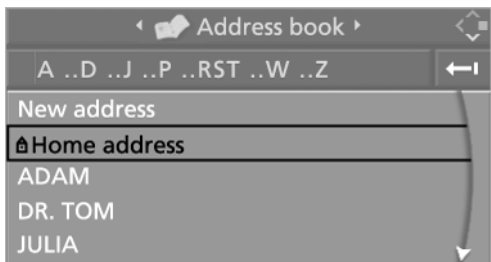 Address book
A ..D ..J ..P ..RST ..W ..Z
New address
Home address
ADAM
DR. TOM
JULIA